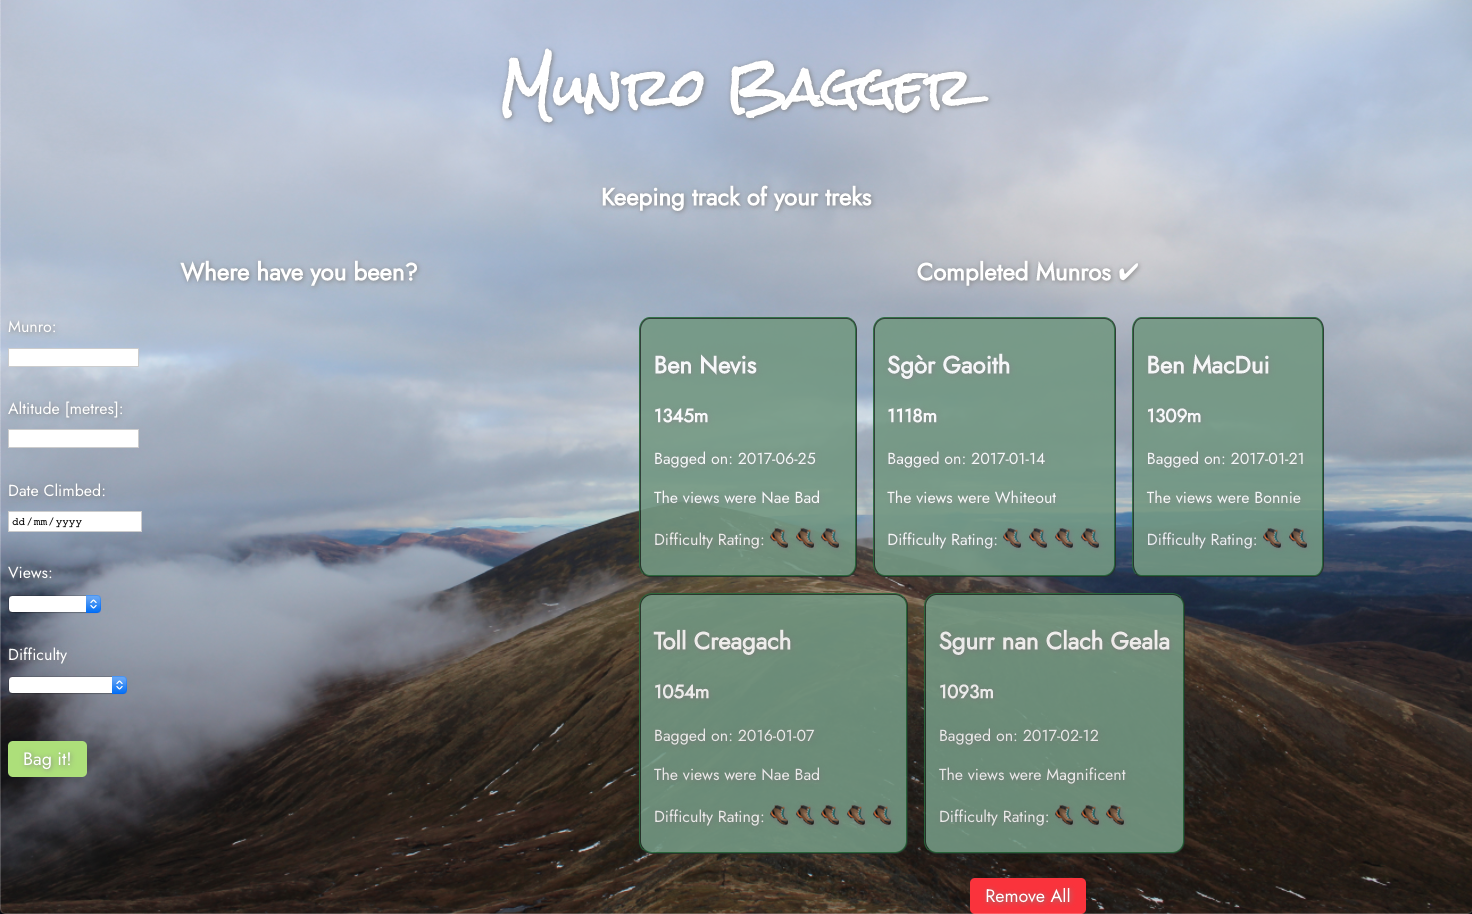 Munro Bagger
Keeping track of your treks
Where have you been?
Munro:
Altitude [metres]:
Date Climbed:
dd/mm/yyyy
Views:
Difficulty
Bag it!
Completed Munros ✔
Ben Nevis
1345m
Bagged on: 2017-06-25
The views were Nae Bad
Difficulty Rating:
Sgòr Gaoith
1118m
Bagged on: 2017-01-14
The views were Whiteout
Difficulty Rating:
Ben MacDui
1309m
Bagged on: 2017-01-21
The views were Bonnie
Difficulty Rating:
Toll Creagach
1054m
Bagged on: 2016-01-07
The views were Nae Bad
Difficulty Rating:
Sgurr nan Clach Geala
1093m
Bagged on: 2017-02-12
The views were Magnificent
Difficulty Rating:
Remove All